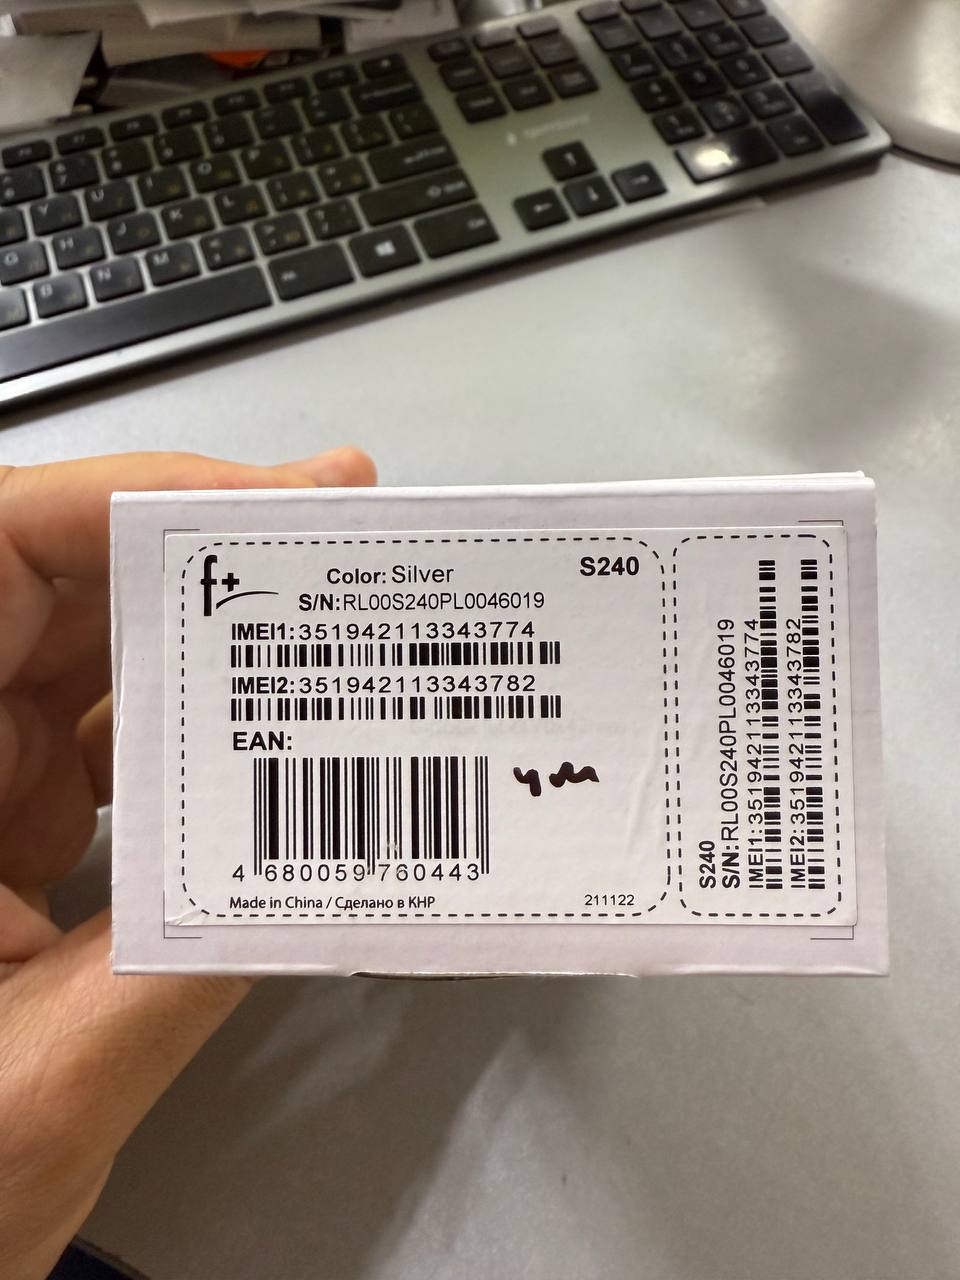 f+
Color: Silver
S240
S/N:RL00S240PL0046019
IMEI1:351942113343774
IMEI2:351942113343782
EAN:
4 680059 760443
Made in China / Сделано в КНР
211122
S240
S/N:RL00S240PL0046019
IMEI1:351942113343774
IMEI2:351942113343782